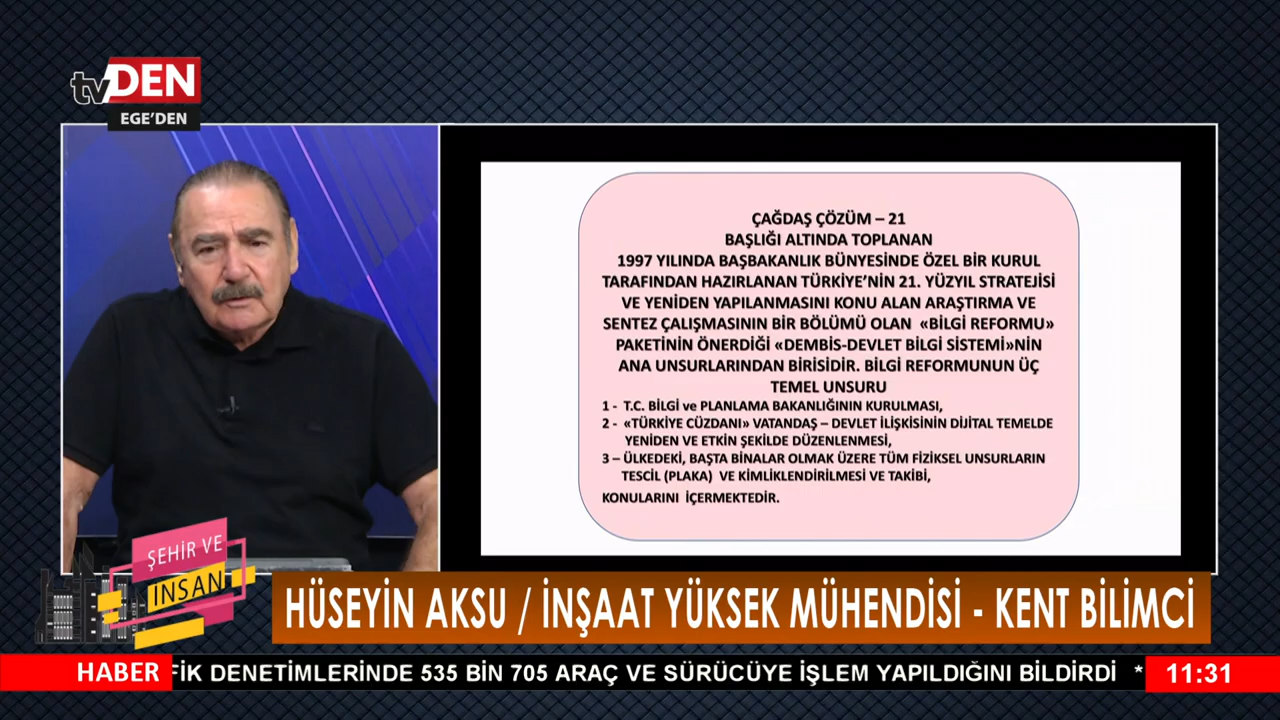 tvDEN
EGE'DEN
ÇAĞDAŞ ÇÖZÜM – 21
BAŞLIĞI ALTINDA TOPLANAN
1997 YILINDA BAŞBAKANLIK BÜNYESİNDE ÖZEL BİR KURUL
TARAFINDAN HAZIRLANAN TÜRKİYE'NİN 21. YÜZYIL STRATEJİSİ
VE YENİDEN YAPILANMASINI KONU ALAN ARAŞTIRMA VE
SENTEZ ÇALIŞMASININ BİR BÖLÜMÜ OLAN «BİLGİ REFORMU»
PAKETİNİN ÖNERDİĞİ «DEMBİS-DEVLET BİLGİ SİSTEMİ»NİN
ANA UNSURLARINDAN BİRİSİDİR. BİLGİ REFORMUNUN ÜÇ
TEMEL UNSURU
1 - T.C. BİLGİ ve PLANLAMA BAKANLIĞININ KURULMASI,
2 - «TÜRKİYE CÜZDANI» VATANDAŞ – DEVLET İLİŞKİSİNİN DİJİTAL TEMELDE
YENİDEN VE ETKİN ŞEKİLDE DÜZENLENMESİ,
3 – ÜLKEDEKİ, BAŞTA BİNALAR OLMAK ÜZERE TÜM FİZİKSEL UNSURLARIN
TESCİL (PLAKA) VE KİMLİKLENDİRİLMESİ VE TAKİBİ,
KONULARINI İÇERMEKTEDİR.
ŞEHİR VE
İNSAN
HÜSEYİN AKSU / İNŞAAT YÜKSEK MÜHENDİSİ - KENT BİLİMCİ
HABER FİK DENETİMLERİNDE 535 BİN 705 ARAÇ VE SÜRÜCÜYE İŞLEM YAPILDIĞINI BİLDİRDİ * 11:31